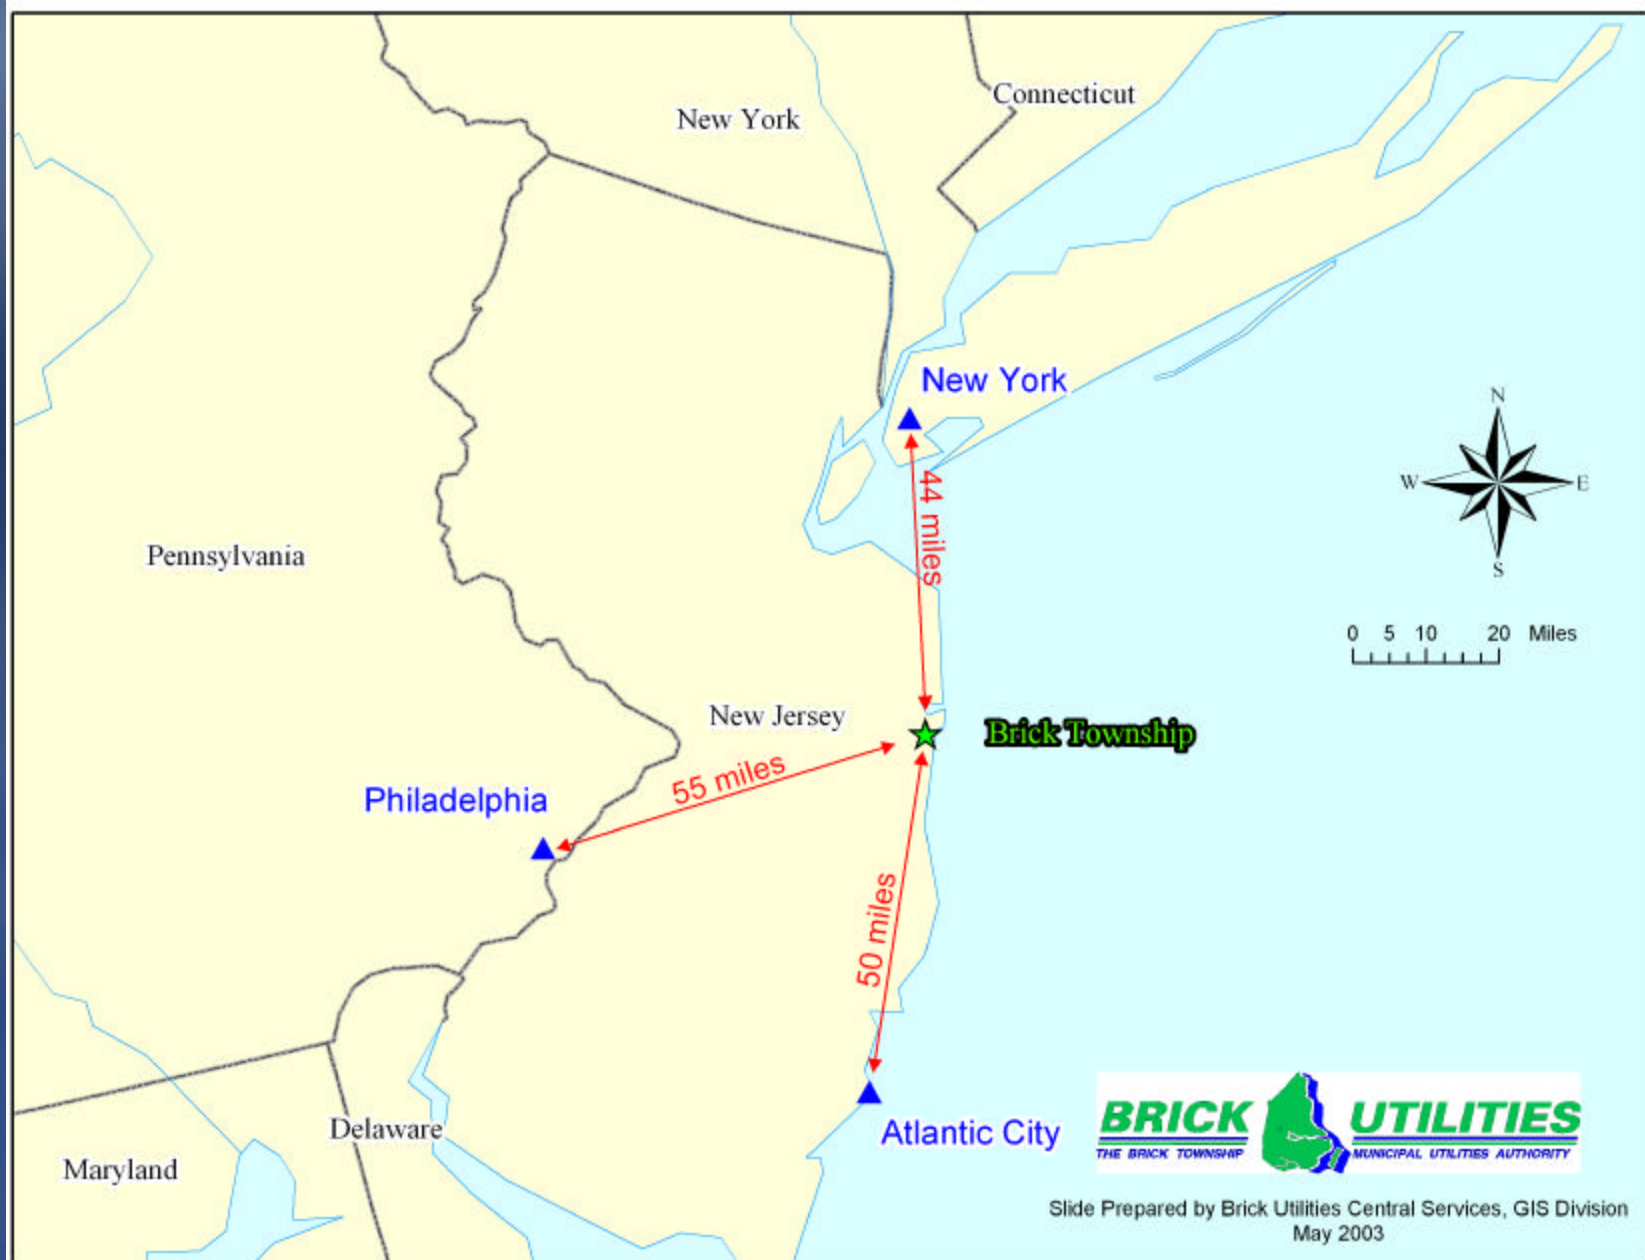 New York
Connecticut
New York
N
W
E
S
44 miles
Pennsylvania
0 5 10 20 Miles
New Jersey
Brick Township
55 miles
Philadelphia
50 miles
Atlantic City
Delaware
Maryland
BRICK UTILITIES
THE BRICK TOWNSHIP MUNICIPAL UTILITIES AUTHORITY
Slide Prepared by Brick Utilities Central Services, GIS Division
May 2003